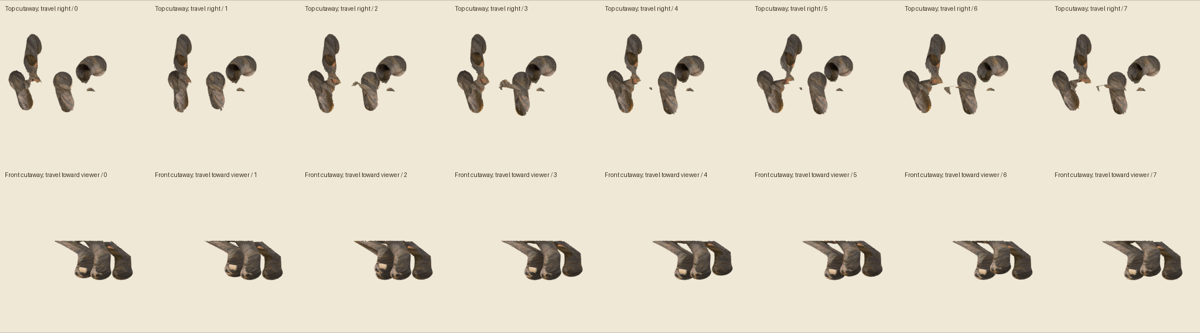 Top cutaway, travel right / 0
Top cutaway, travel right / 1
Top cutaway, travel right / 2
Top cutaway, travel right / 3
Top cutaway, travel right / 4
Top cutaway, travel right / 5
Top cutaway, travel right / 6
Top cutaway, travel right / 7
Front cutaway, travel toward viewer / 0
Front cutaway, travel toward viewer / 1
Front cutaway, travel toward viewer / 2
Front cutaway, travel toward viewer / 3
Front cutaway, travel toward viewer / 4
Front cutaway, travel toward viewer / 5
Front cutaway, travel toward viewer / 6
Front cutaway, travel toward viewer / 7